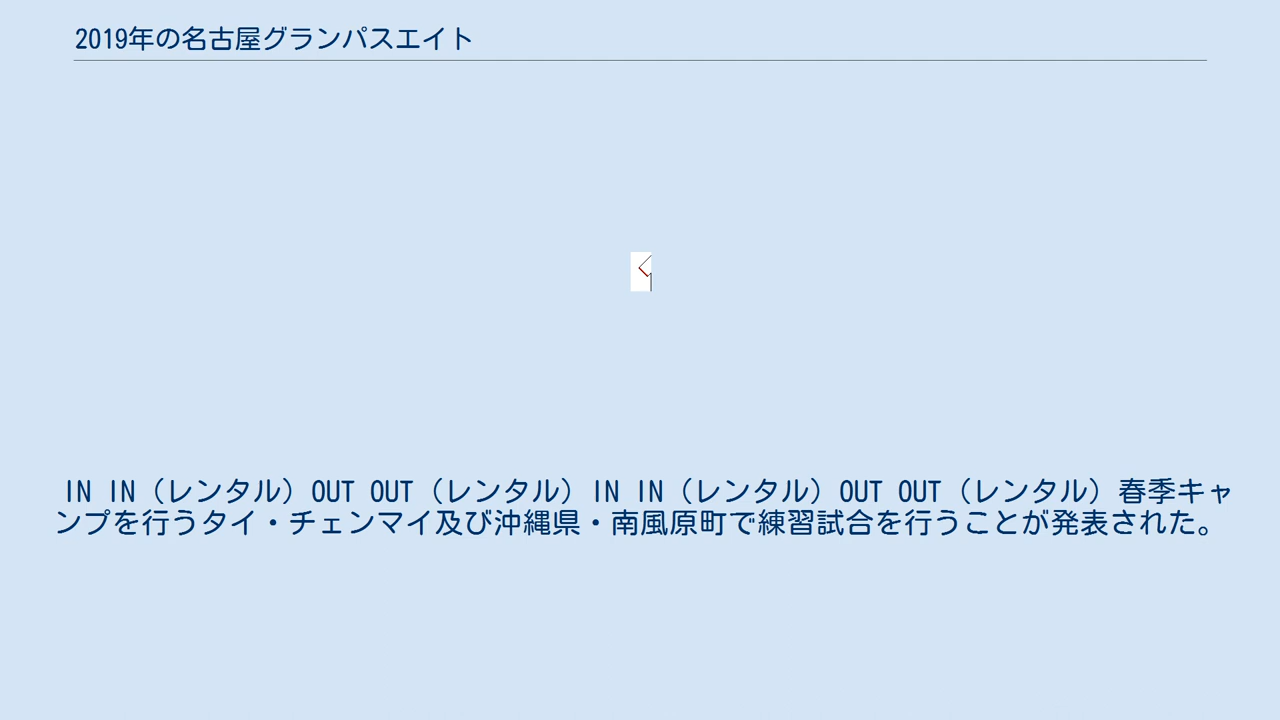 2019年の名古屋グランパスエイト
IN IN（レンタル）OUT OUT（レンタル）IN IN（レンタル）OUT OUT（レンタル）春季キャ
ンプを行うタイ・チェンマイ及び沖縄県・南風原町で練習試合を行うことが発表された。